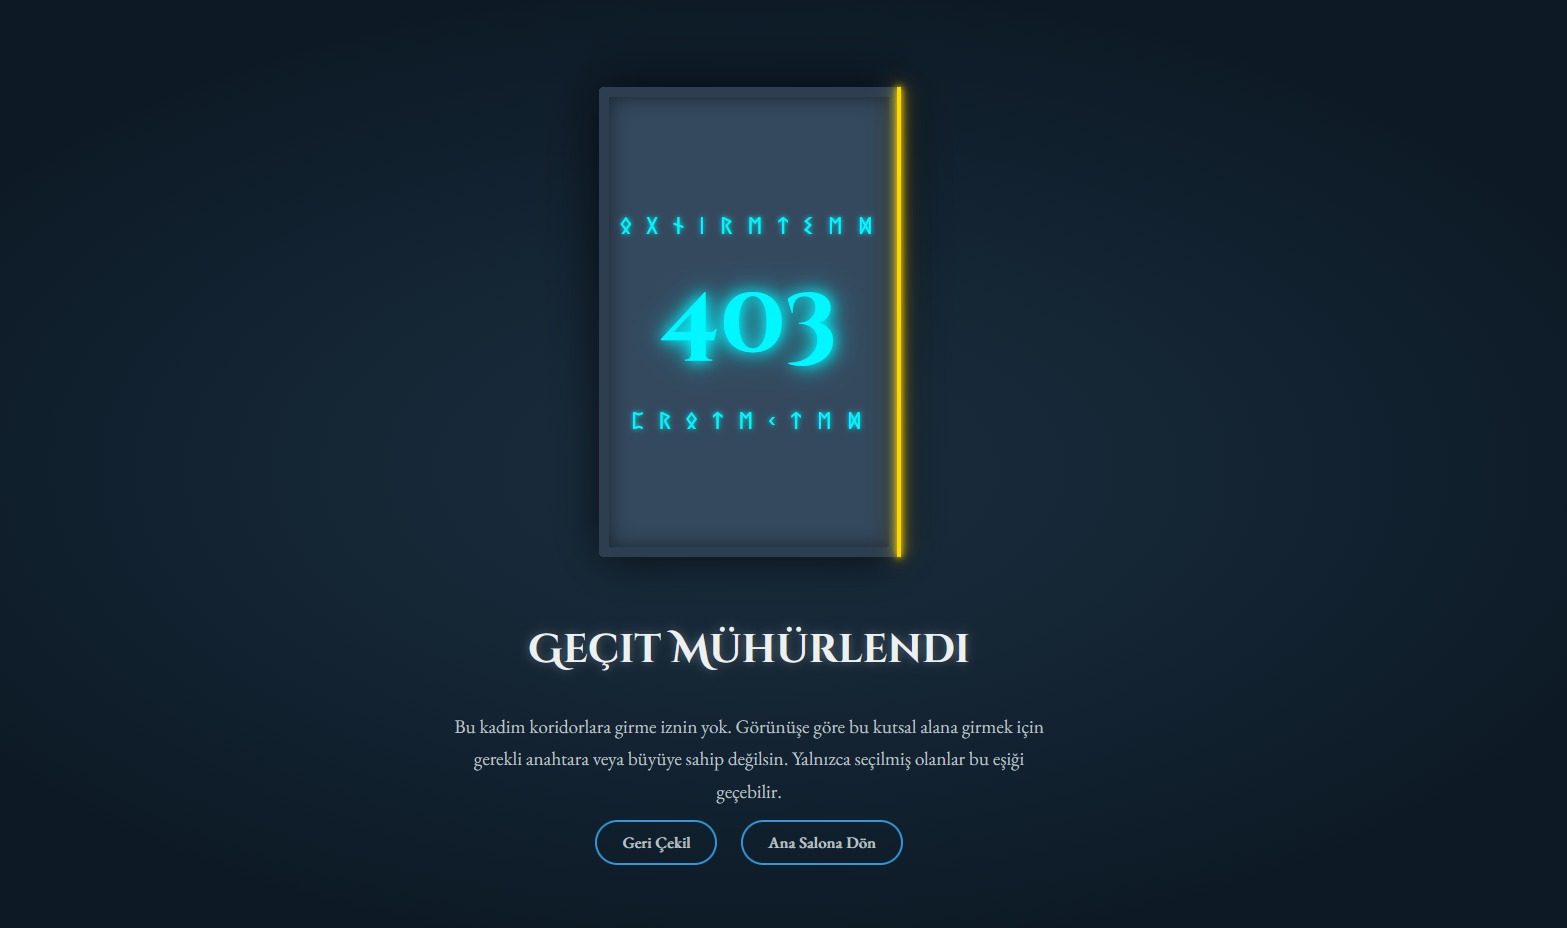 ᛟ ᚷ ᚾ ᛁ ᚱ ᛖ ᛏ ᛊ ᛖ ᛞ
403
ᛈ ᚱ ᛟ ᛏ ᛖ ᚲ ᛏ ᛖ ᛞ
GEÇIT MÜHÜRLENDI
Bu kadim koridorlara girme iznin yok. Görünüşe göre bu kutsal alana girmek için
gerekli anahtara veya büyüye sahip değilsin. Yalnızca seçilmiş olanlar bu eşiği
geçebilir.
Geri Çekil
Ana Salona Dön